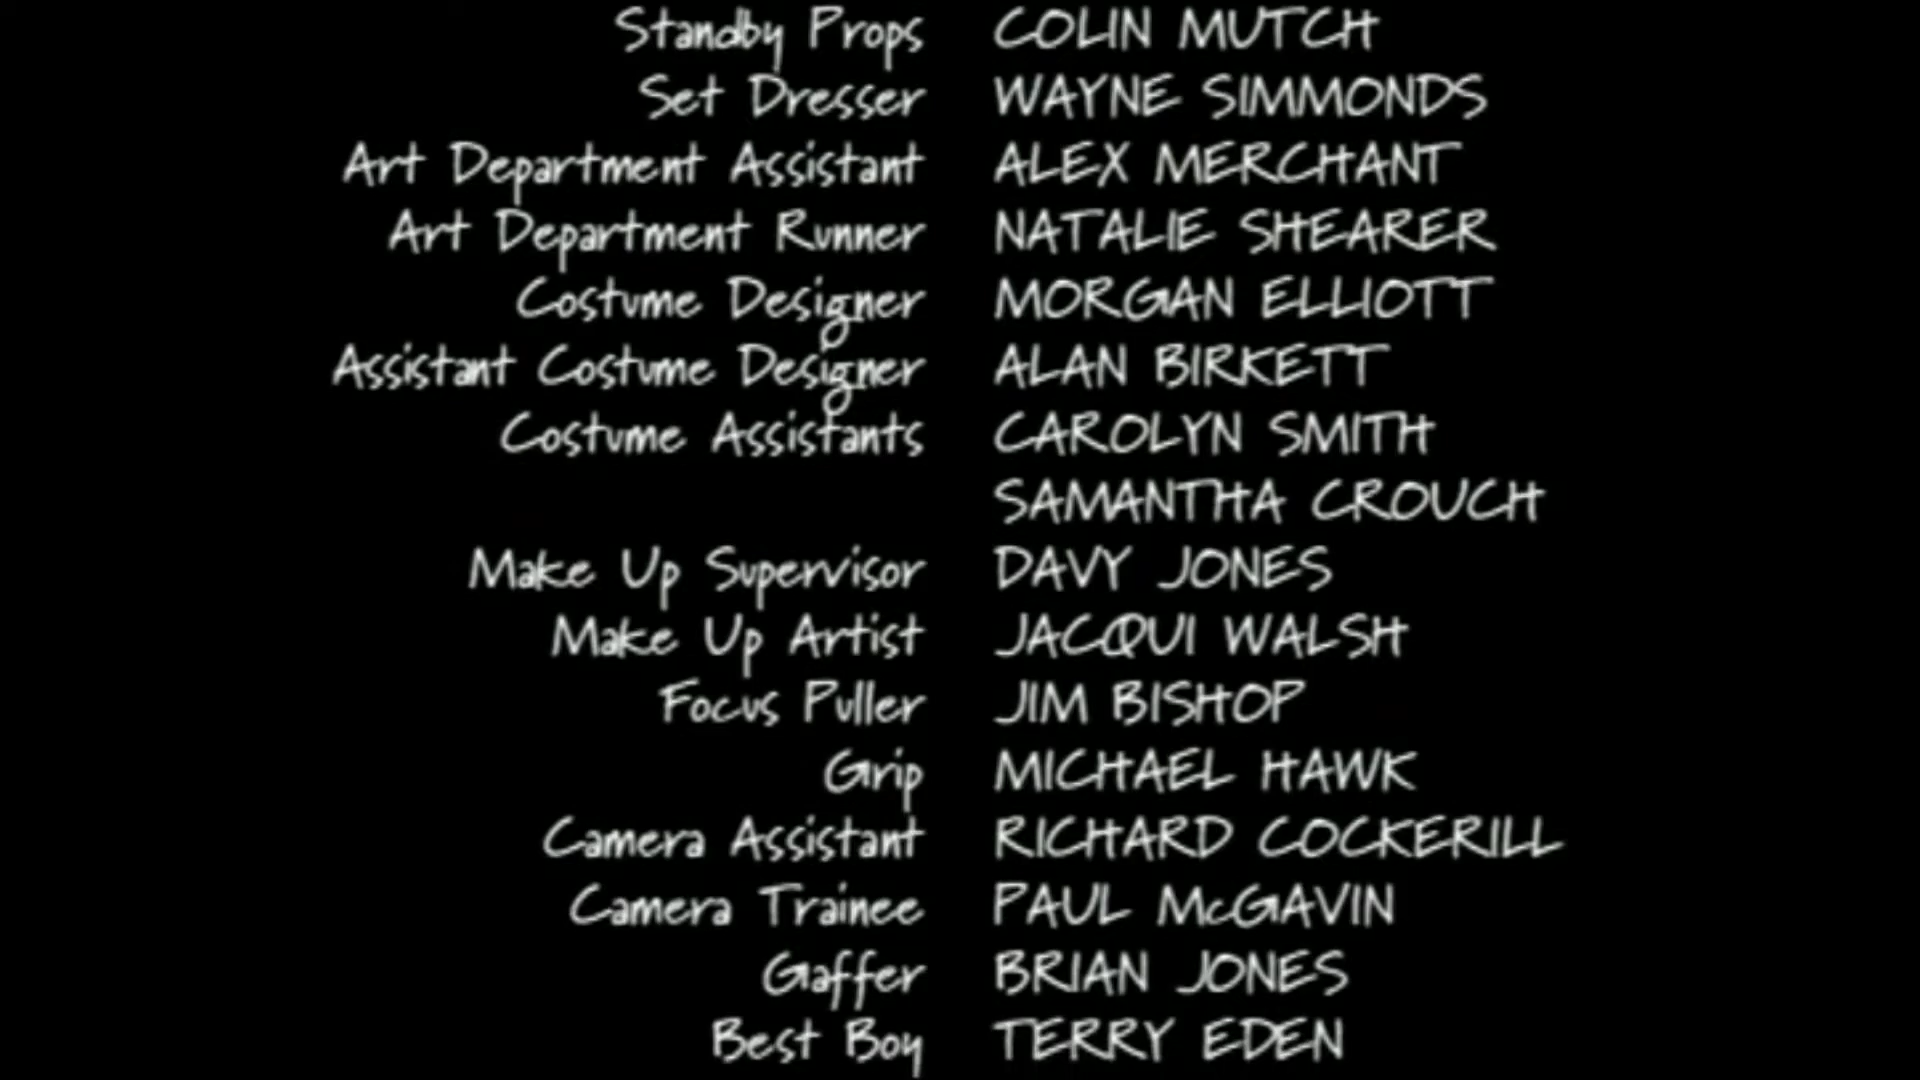 Standby Props COLIN MUTCH
Set Dresser WAYNE SIMMONDS
Art Department Assistant ALEX MERCHANT
Art Department Runner NATALIE SHEARER
Costume Designer MORGAN ELLIOTT
Assistant Costume Designer ALAN BIRKETT
Costume Assistants CAROLYN SMITH
SAMANTHA CROUCH
Make Up Supervisor DAVY JONES
Make Up Artist JACQUI WALSH
Focus Puller JIM BISHOP
Grip MICHAEL HAWK
Camera Assistant RICHARD COCKERILL
Camera Trainee PAUL McGAVIN
Gaffer BRIAN JONES
Best Boy TERRY EDEN